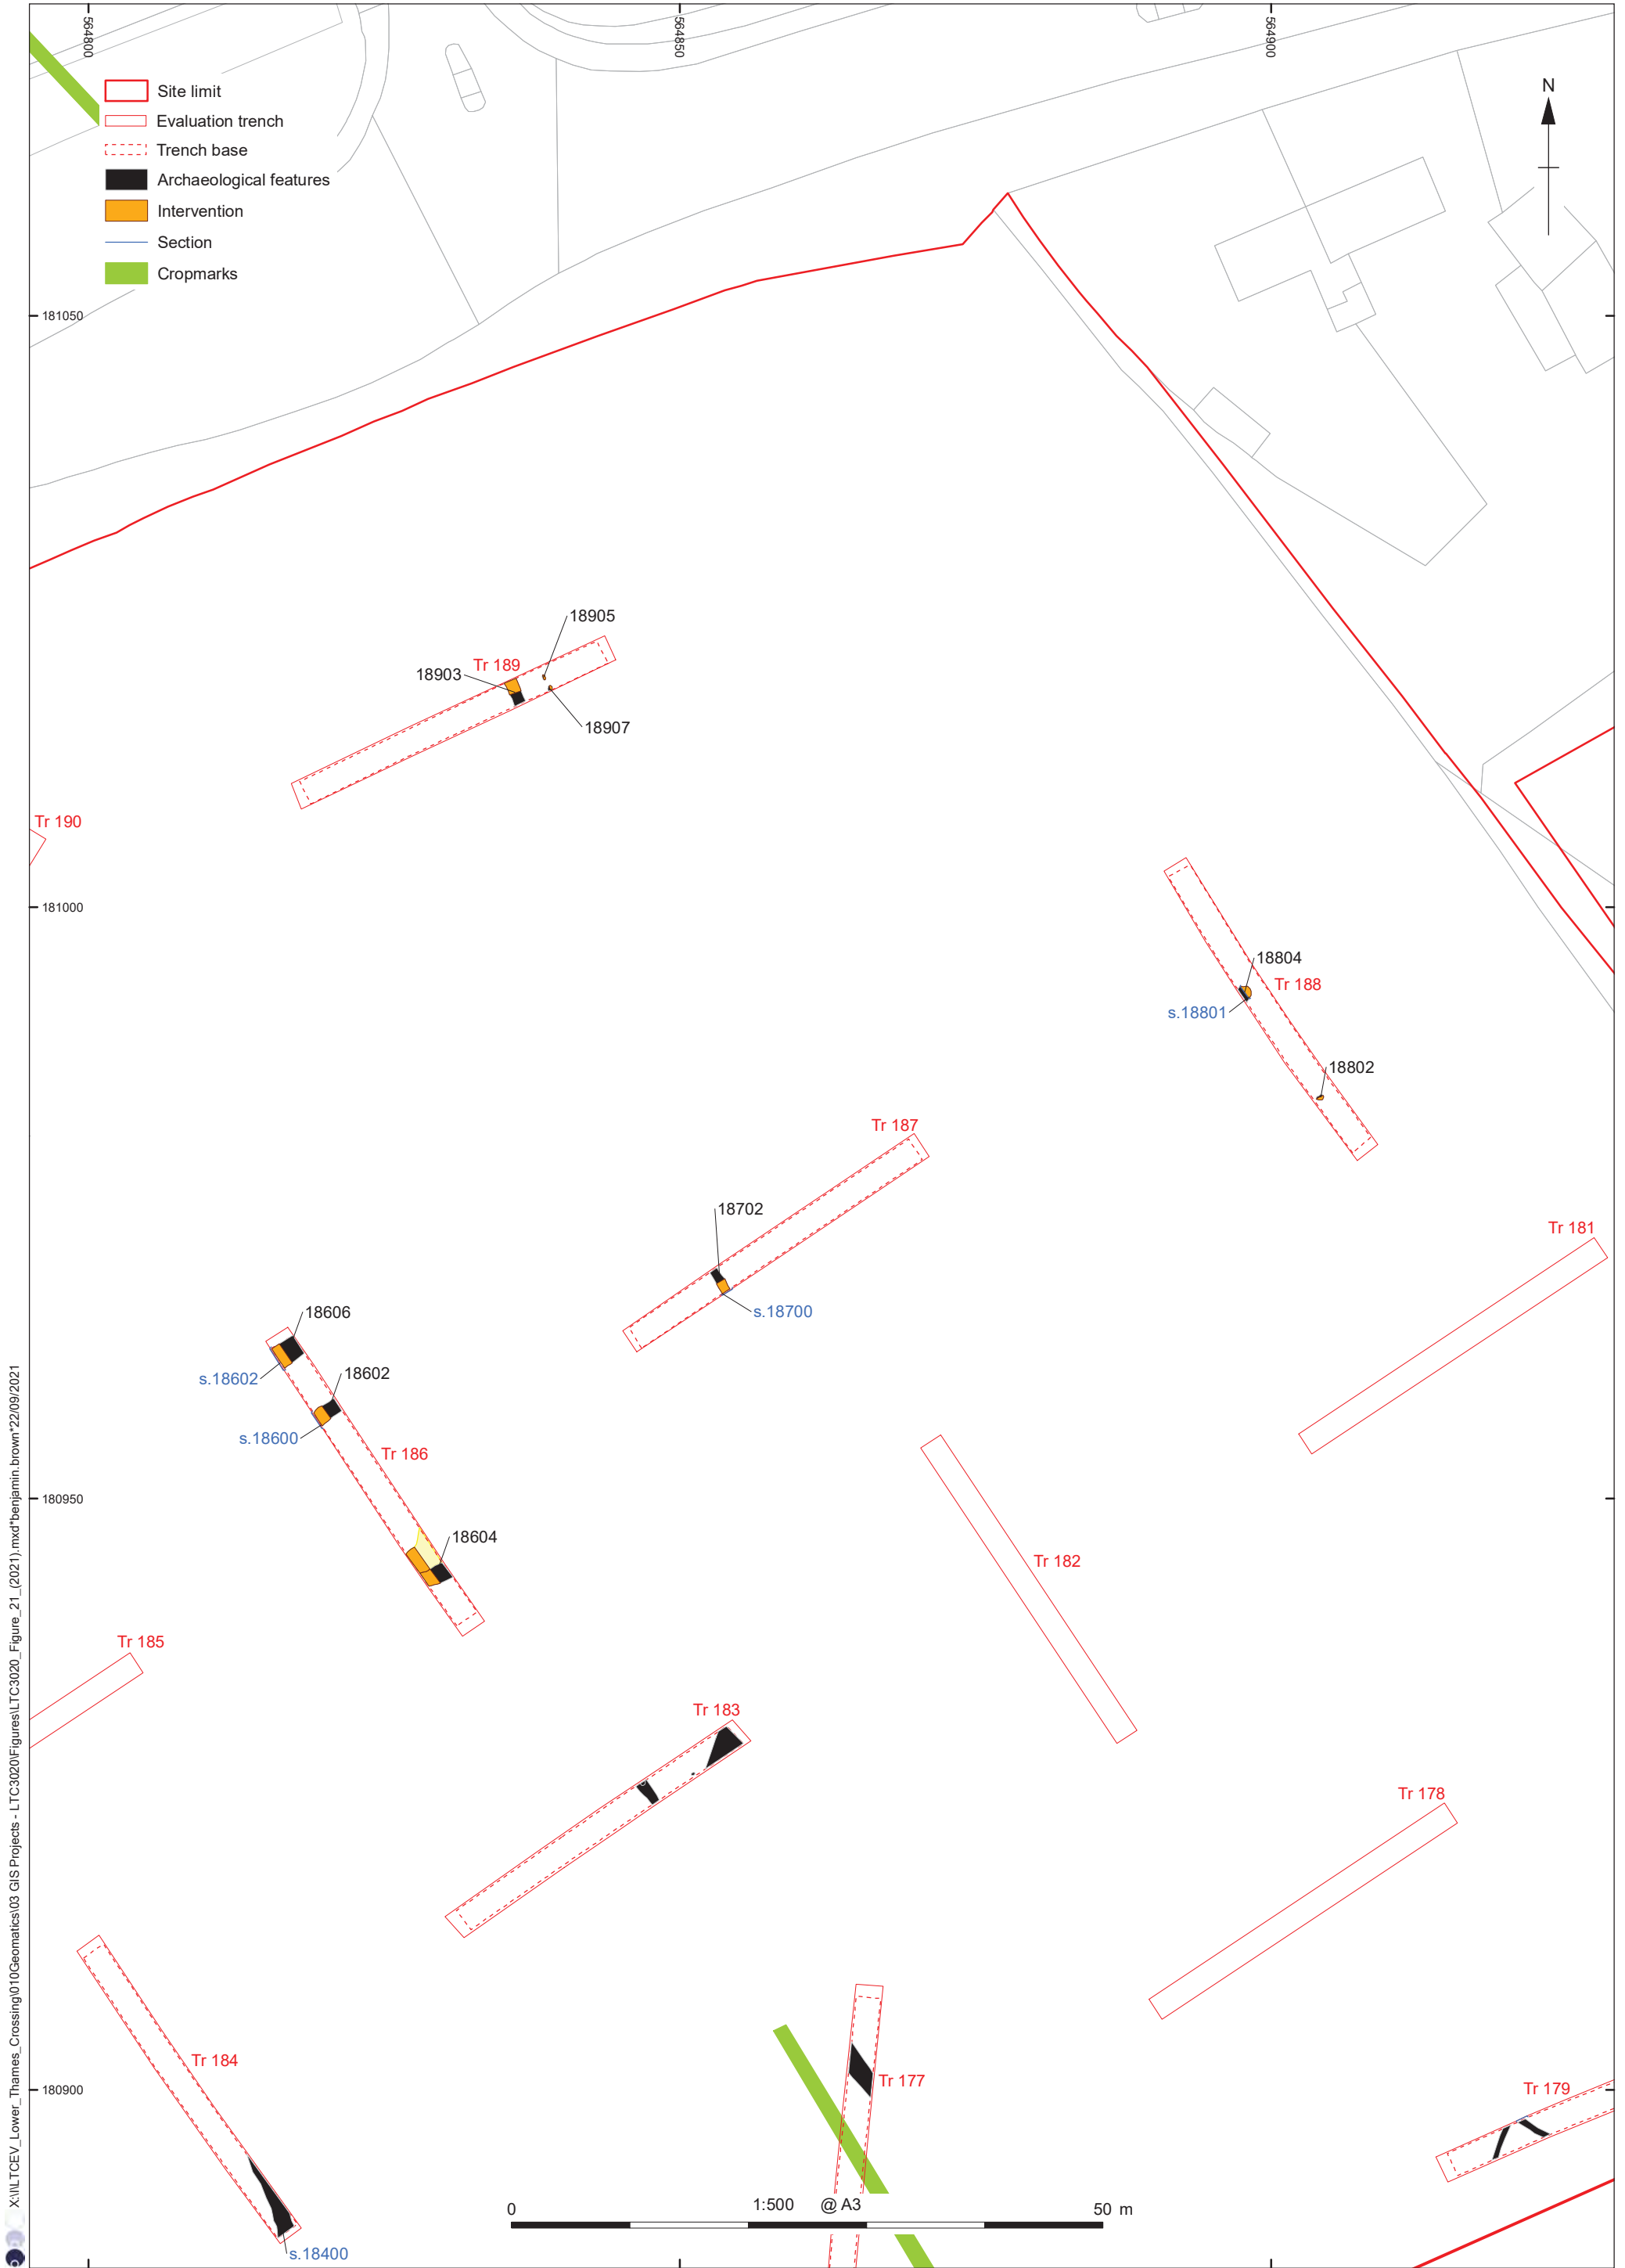 564800
564850
564900
Site limit
Evaluation trench
Trench base
Archaeological features
Intervention
Section
Cropmarks
N
181050
18905
Tr 189
18903
18907
Tr 190
181000
18804
Tr 188
s.18801
18802
Tr 187
18702
Tr 181
s.18700
18606
s.18602
18602
s.18600
Tr 186
180950
18604
Tr 182
Tr 185
Tr 183
Tr 178
Tr 184
Tr 177
180900
Tr 179
0 1:500 @ A3 50 m
s.18400
X:\l\LTCEV_Lower_Thames_Crossing\010Geomatics\03 GIS Projects - LTC3020\Figures\LTC3020_Figure_21_(2021).mxd*benjamin.brown*22/09/2021